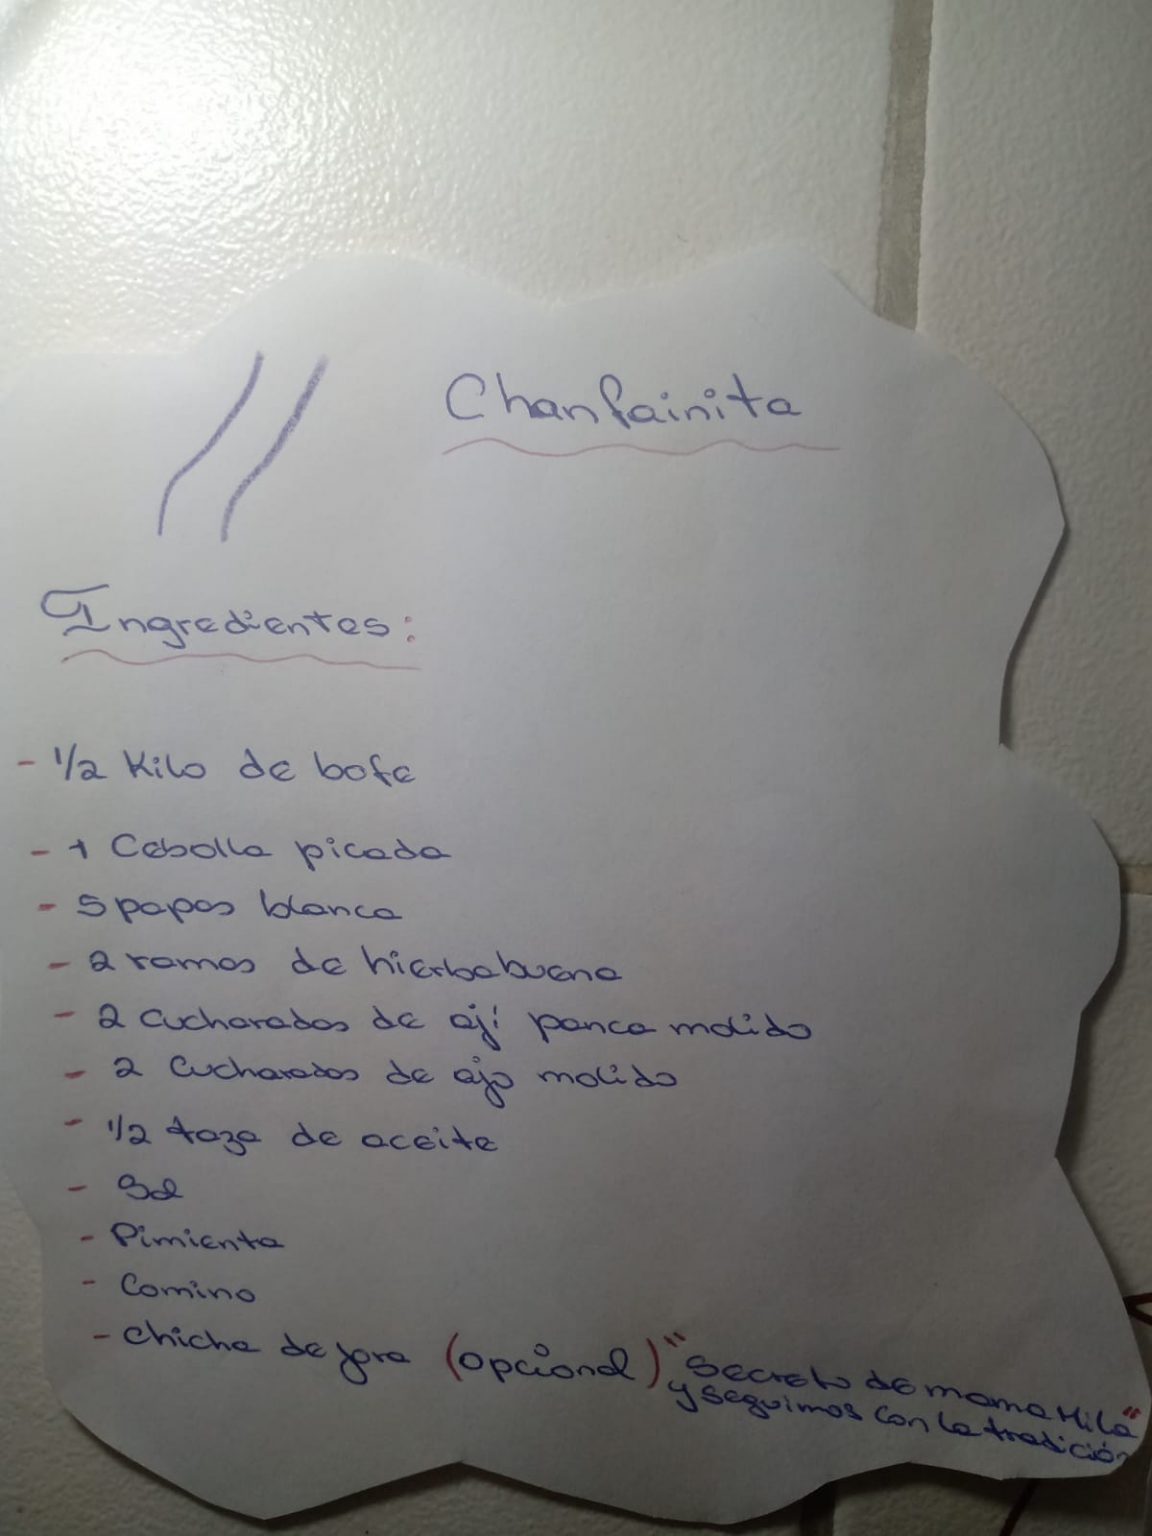 Chanfainita
Ingredientes:
- 1/2 Kilo de bofe
- 1 Cebolla picada
- 5 papas blanca
- 2 ramos de hierbabuena
- 2 cucharadas de ají panca molido
- 2 cucharadas de ajo molido
- 1/2 taza de aceite
- Sal
- Pimienta
- Comino
- chicha de jora (opcional) "Secreto de mama Hila"
y seguimos con la tradición